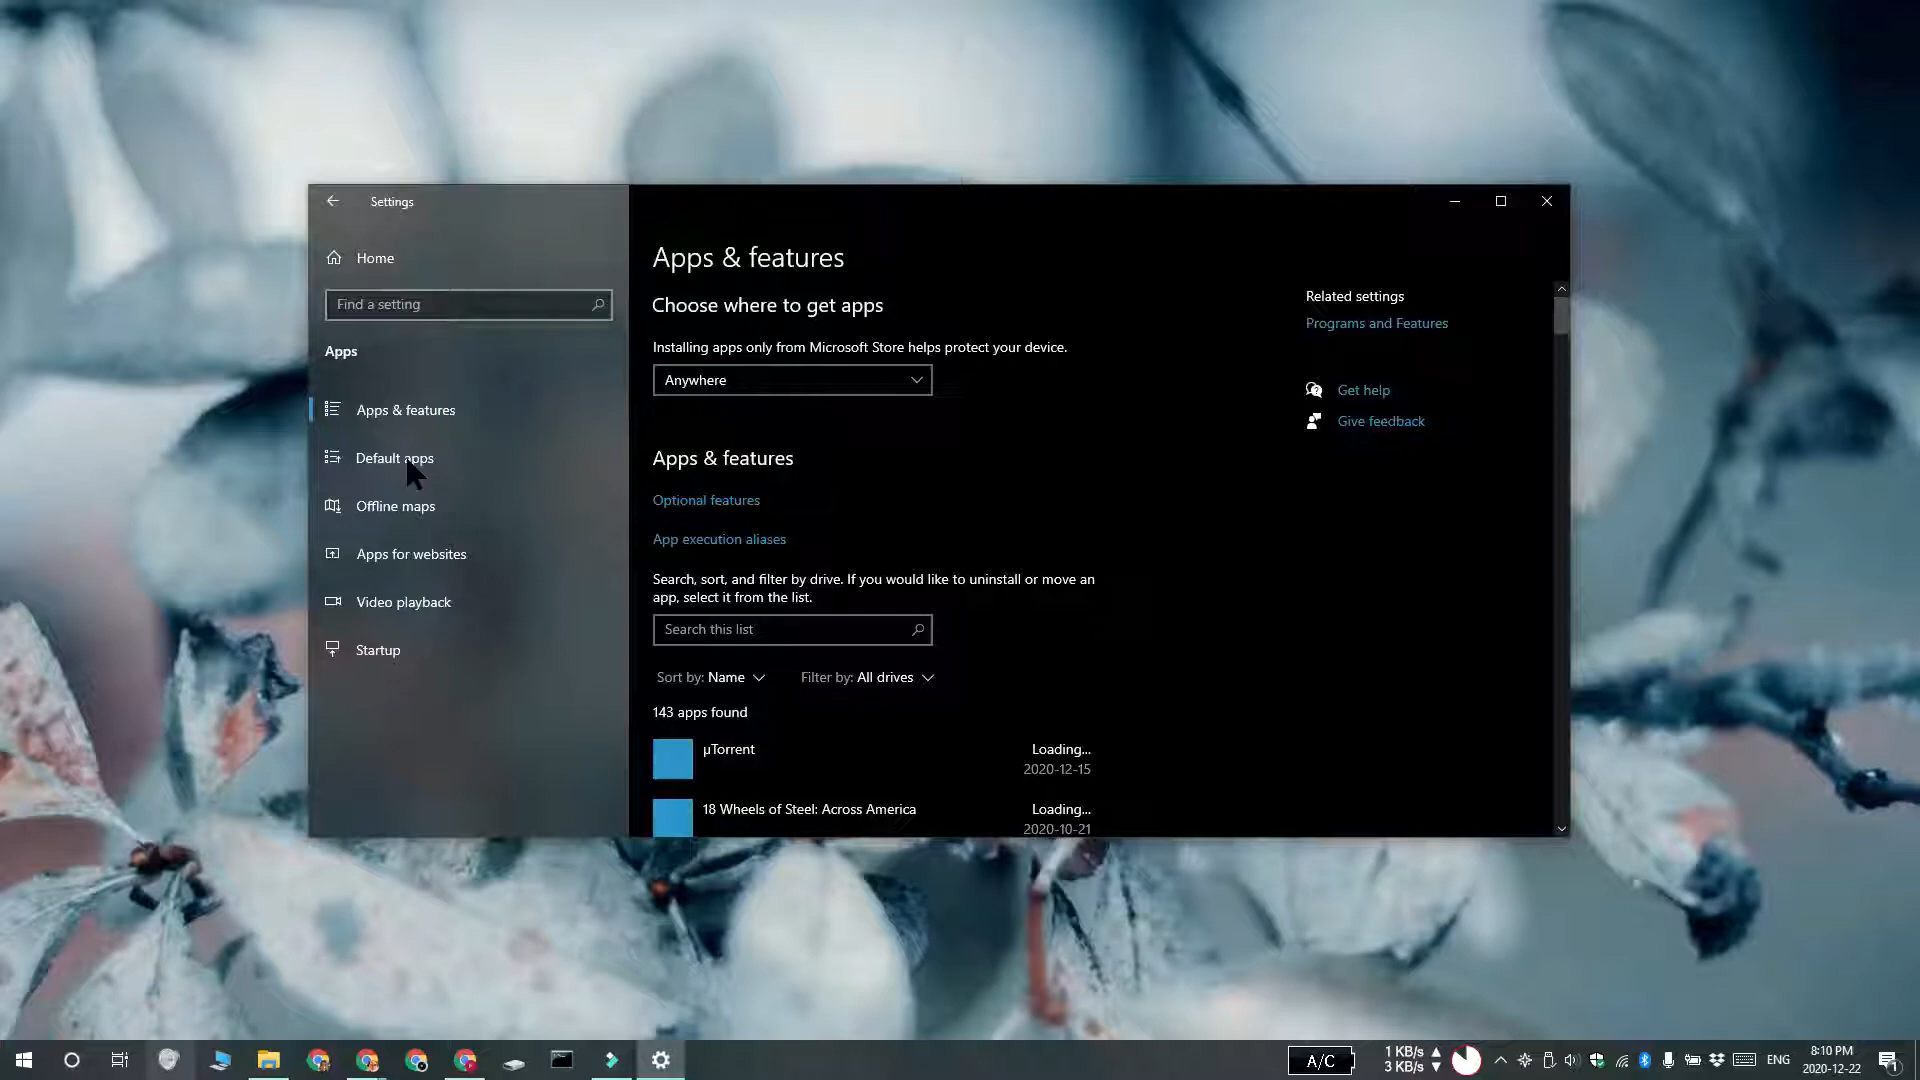 Settings
Home
Find a setting
Apps
Apps & features
Default apps
Offline maps
Apps for websites
Video playback
Startup
Apps & features
Choose where to get apps
Installing apps only from Microsoft Store helps protect your device.
Anywhere
Apps & features
Optional features
App execution aliases
Search, sort, and filter by drive. If you would like to uninstall or move an
app, select it from the list.
Search this list
Sort by: Name
Filter by: All drives
143 apps found
µTorrent
Loading...
2020-12-15
18 Wheels of Steel: Across America
Loading...
2020-10-21
Related settings
Programs and Features
Get help
Give feedback
A/C
1 KB/s
3 KB/s
ENG
8:10 PM
2020-12-22
1